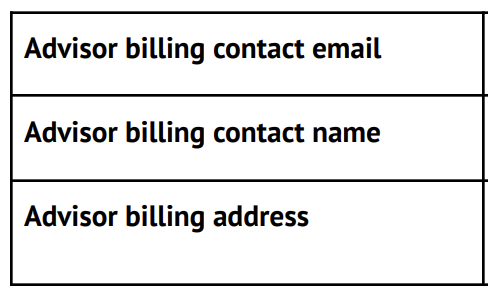 Advisor billing contact email
Advisor billing contact name
Advisor billing address